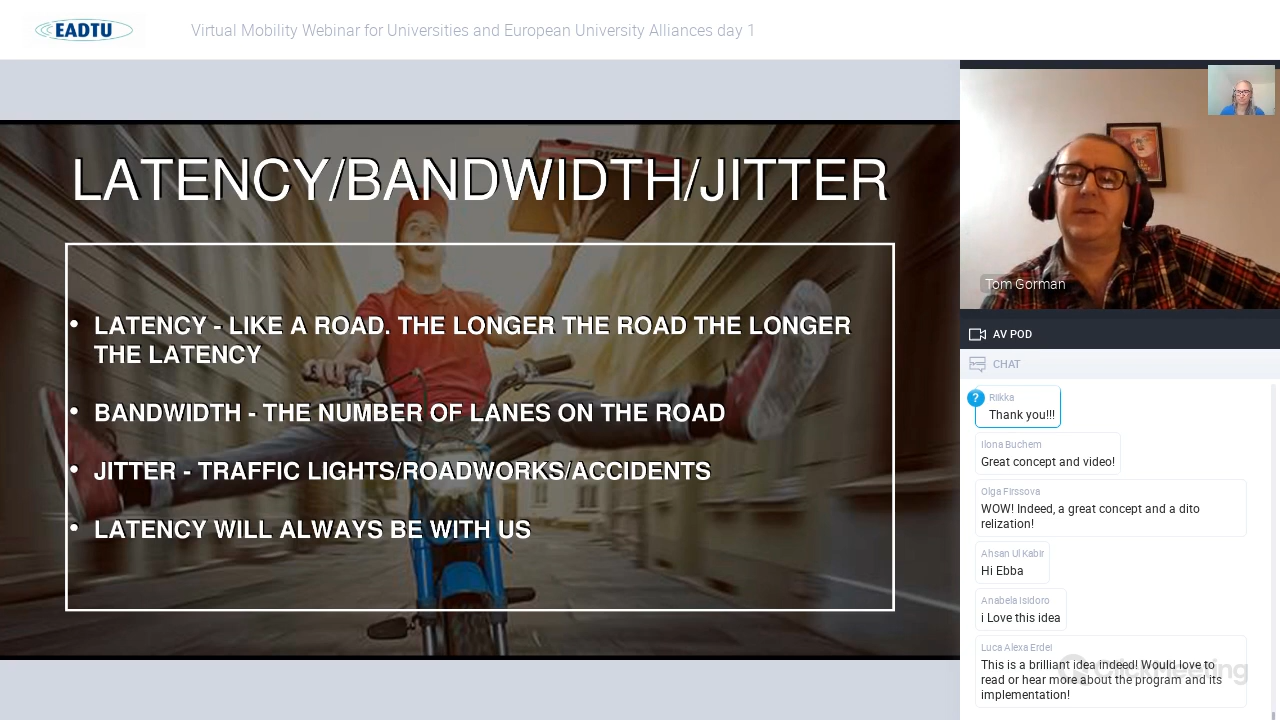 EADTU
Virtual Mobility Webinar for Universities and European University Alliances day 1
PIZZA
LATENCY/BANDWIDTH/JITTER
• LATENCY - LIKE A ROAD. THE LONGER THE ROAD THE LONGER
THE LATENCY
• BANDWIDTH - THE NUMBER OF LANES ON THE ROAD
• JITTER - TRAFFIC LIGHTS/ROADWORKS/ACCIDENTS
• LATENCY WILL ALWAYS BE WITH US
Tom Gorman
AV POD
CHAT
?
Riikka
Thank you!!!
Ilona Buchem
Great concept and video!
Olga Firssova
WOW! Indeed, a great concept and a dito
relization!
Ahsan Ul Kabir
Hi Ebba
Anabela Isidoro
i Love this idea
Luca Alexa Erdei
This is a brilliant idea indeed! Would love to
read or hear more about the program and its
implementation!
ClickMeeting